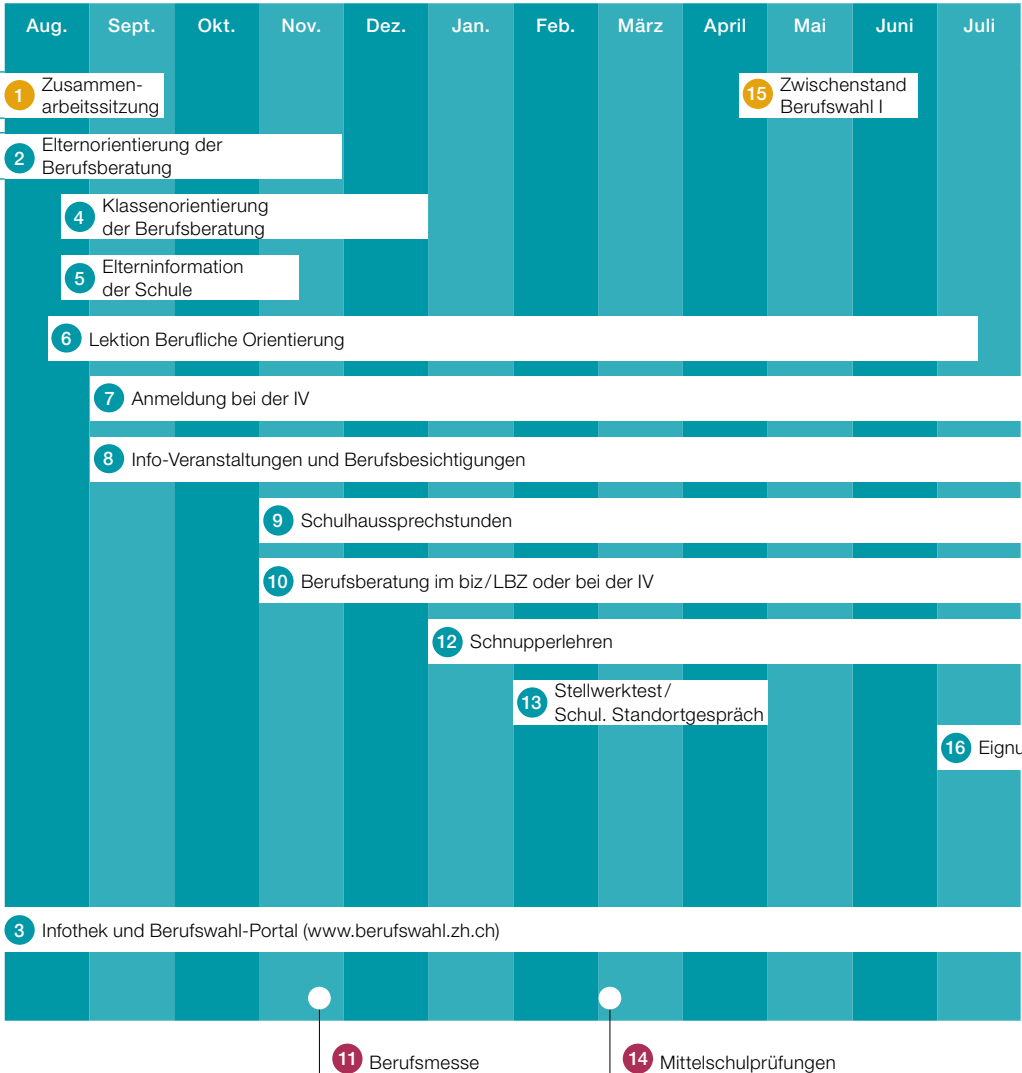 Aug. Sept. Okt. Nov. Dez. Jan. Feb. März April Mai Juni Juli
1 Zusammen-
arbeitssitzung
15 Zwischenstand
Berufswahl I
2 Elternorientierung der
Berufsberatung
4 Klassenorientierung
der Berufsberatung
5 Elterninformation
der Schule
6 Lektion Berufliche Orientierung
7 Anmeldung bei der IV
8 Info-Veranstaltungen und Berufsbesichtigungen
9 Schulhaussprechstunden
10 Berufsberatung im biz/LBZ oder bei der IV
12 Schnupperlehren
13 Stellwerktest/
Schul. Standortgespräch
16 Eignu
3 Infothek und Berufswahl-Portal (www.berufswahl.zh.ch)
11 Berufsmesse
14 Mittelschulprüfungen